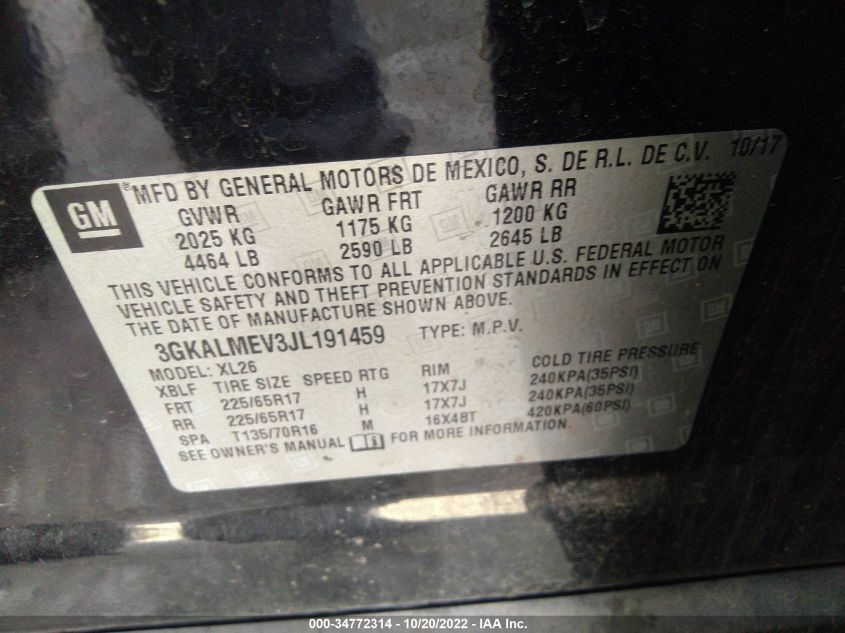 GM ® MFD BY GENERAL MOTORS DE MEXICO, S. DE R.L. DE C.V. 10/17
GVWR GAWR FRT GAWR RR
2025 KG 1175 KG 1200 KG
4464 LB 2590 LB 2645 LB
THIS VEHICLE CONFORMS TO ALL APPLICABLE U.S. FEDERAL MOTOR
VEHICLE SAFETY AND THEFT PREVENTION STANDARDS IN EFFECT ON
THE DATE OF MANUFACTURE SHOWN ABOVE.
3GKALMEV3JL191459 TYPE: M.P.V.
MODEL: XL26
XBLF TIRE SIZE SPEED RTG RIM COLD TIRE PRESSURE
FRT 225/65R17 H 17X7J 240KPA(35PSI)
RR 225/65R17 H 17X7J 240KPA(35PSI)
SPA T135/70R16 M 16X4BT 420KPA(60PSI)
SEE OWNER'S MANUAL i FOR MORE INFORMATION.
000-34772314 - 10/20/2022 - IAA Inc.